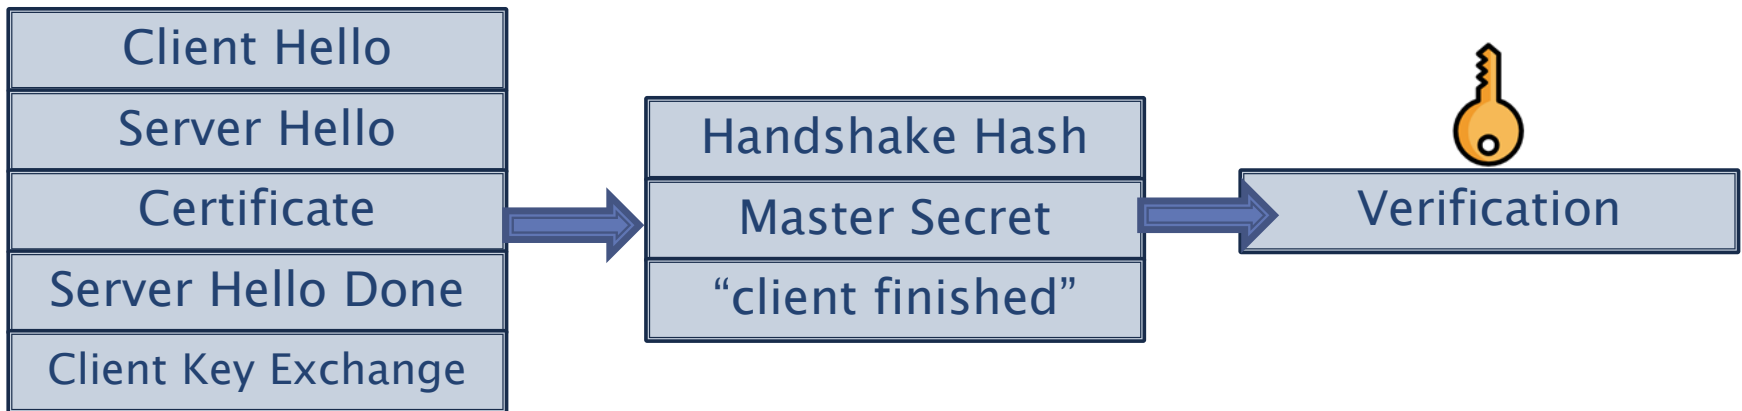 Client Hello
Server Hello
Certificate
Server Hello Done
Client Key Exchange
Handshake Hash
Master Secret
“client finished”
Verification